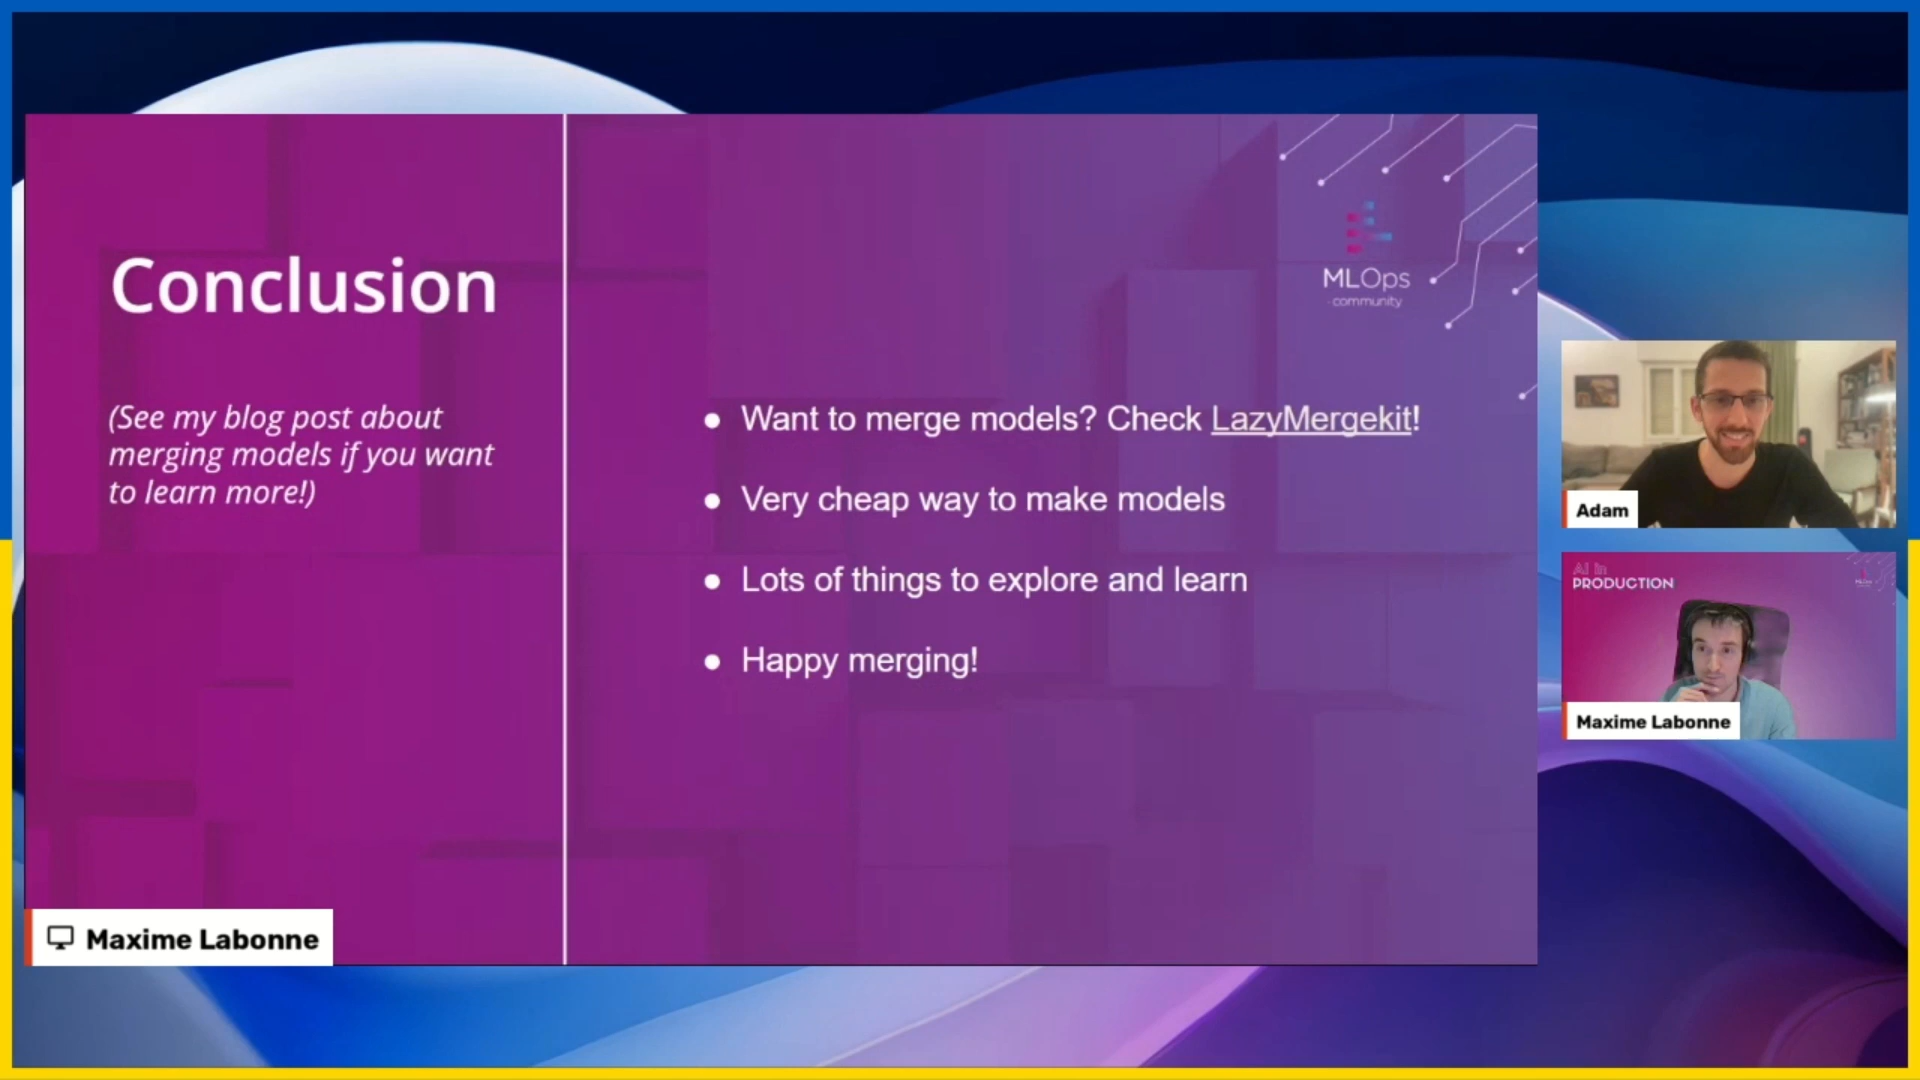 Conclusion
(See my blog post about
merging models if you want
to learn more!)
MLOps
community
● Want to merge models? Check LazyMergekit!
● Very cheap way to make models
● Lots of things to explore and learn
● Happy merging!
Maxime Labonne
Adam
AI in
PRODUCTION
Maxime Labonne